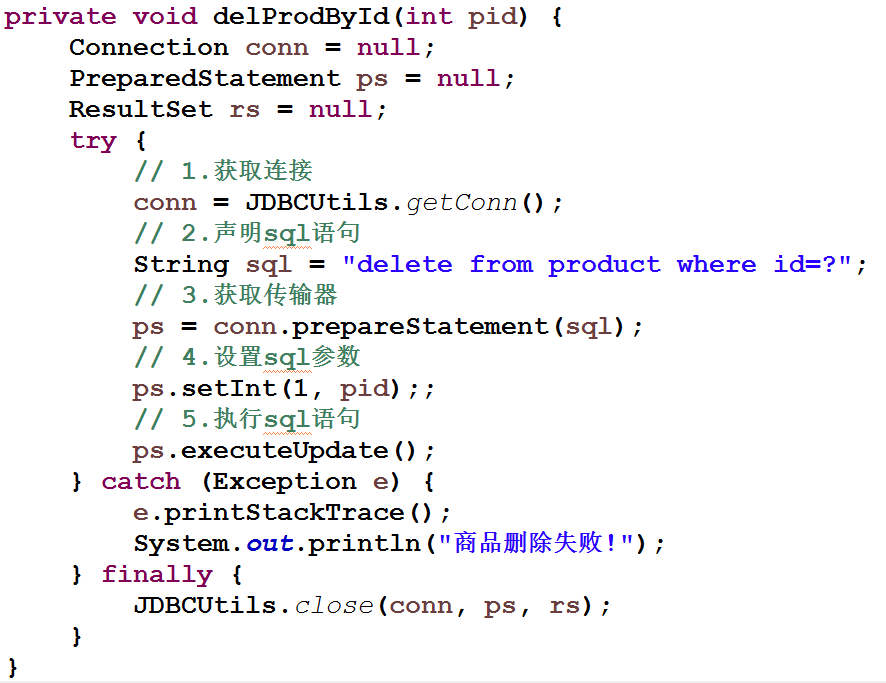 private void delProdById(int pid) {
    Connection conn = null;
    PreparedStatement ps = null;
    ResultSet rs = null;
    try {
        // 1.获取连接
        conn = JDBCUtils.getConn();
        // 2.声明sql语句
        String sql = "delete from product where id=?";
        // 3.获取传输器
        ps = conn.prepareStatement(sql);
        // 4.设置sql参数
        ps.setInt(1, pid);;
        // 5.执行sql语句
        ps.executeUpdate();
    } catch (Exception e) {
        e.printStackTrace();
        System.out.println("商品删除失败!");
    } finally {
        JDBCUtils.close(conn, ps, rs);
    }
}